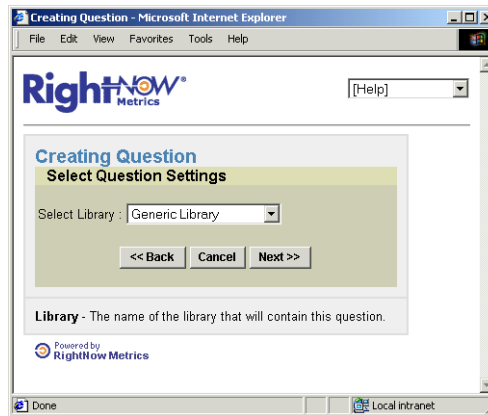 Creating Question - Microsoft Internet Explorer
File Edit View Favorites Tools Help
RightNOW®
Metrics
[Help]
Creating Question
Select Question Settings
Select Library : Generic Library
<< Back Cancel Next >>
Library - The name of the library that will contain this question.
Powered by
RightNow Metrics
Done Local intranet